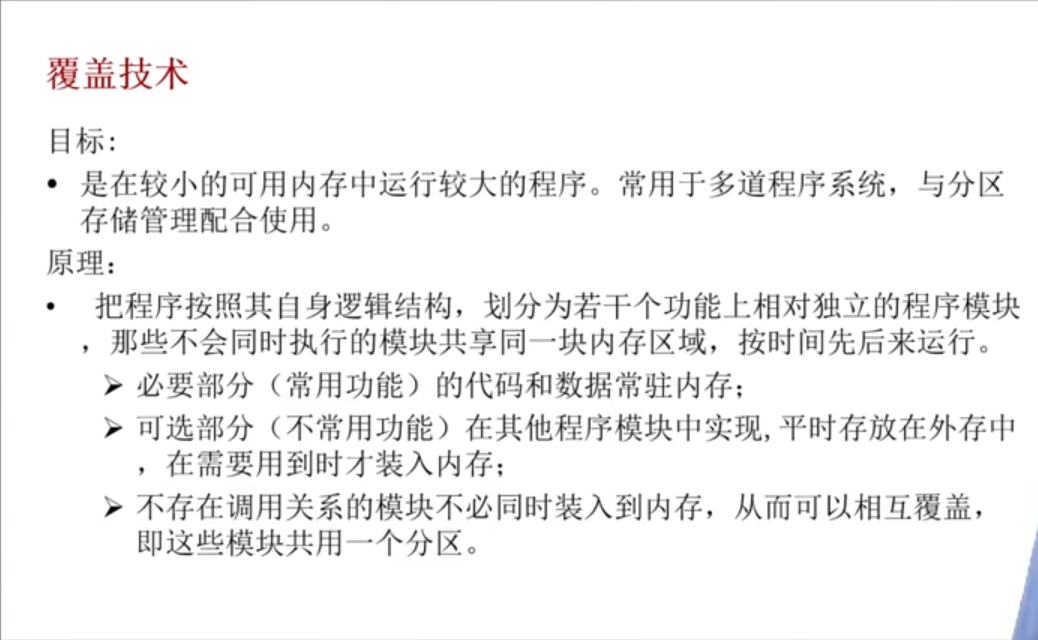 覆盖技术
目标:
• 是在较小的可用内存中运行较大的程序。常用于多道程序系统，与分区
存储管理配合使用。
原理:
• 把程序按照其自身逻辑结构，划分为若干个功能上相对独立的程序模块
，那些不会同时执行的模块共享同一块内存区域，按时间先后来运行。
➢ 必要部分（常用功能）的代码和数据常驻内存;
➢ 可选部分（不常用功能）在其他程序模块中实现,平时存放在外存中
，在需要用到时才装入内存;
➢ 不存在调用关系的模块不必同时装入到内存，从而可以相互覆盖，
即这些模块共用一个分区。